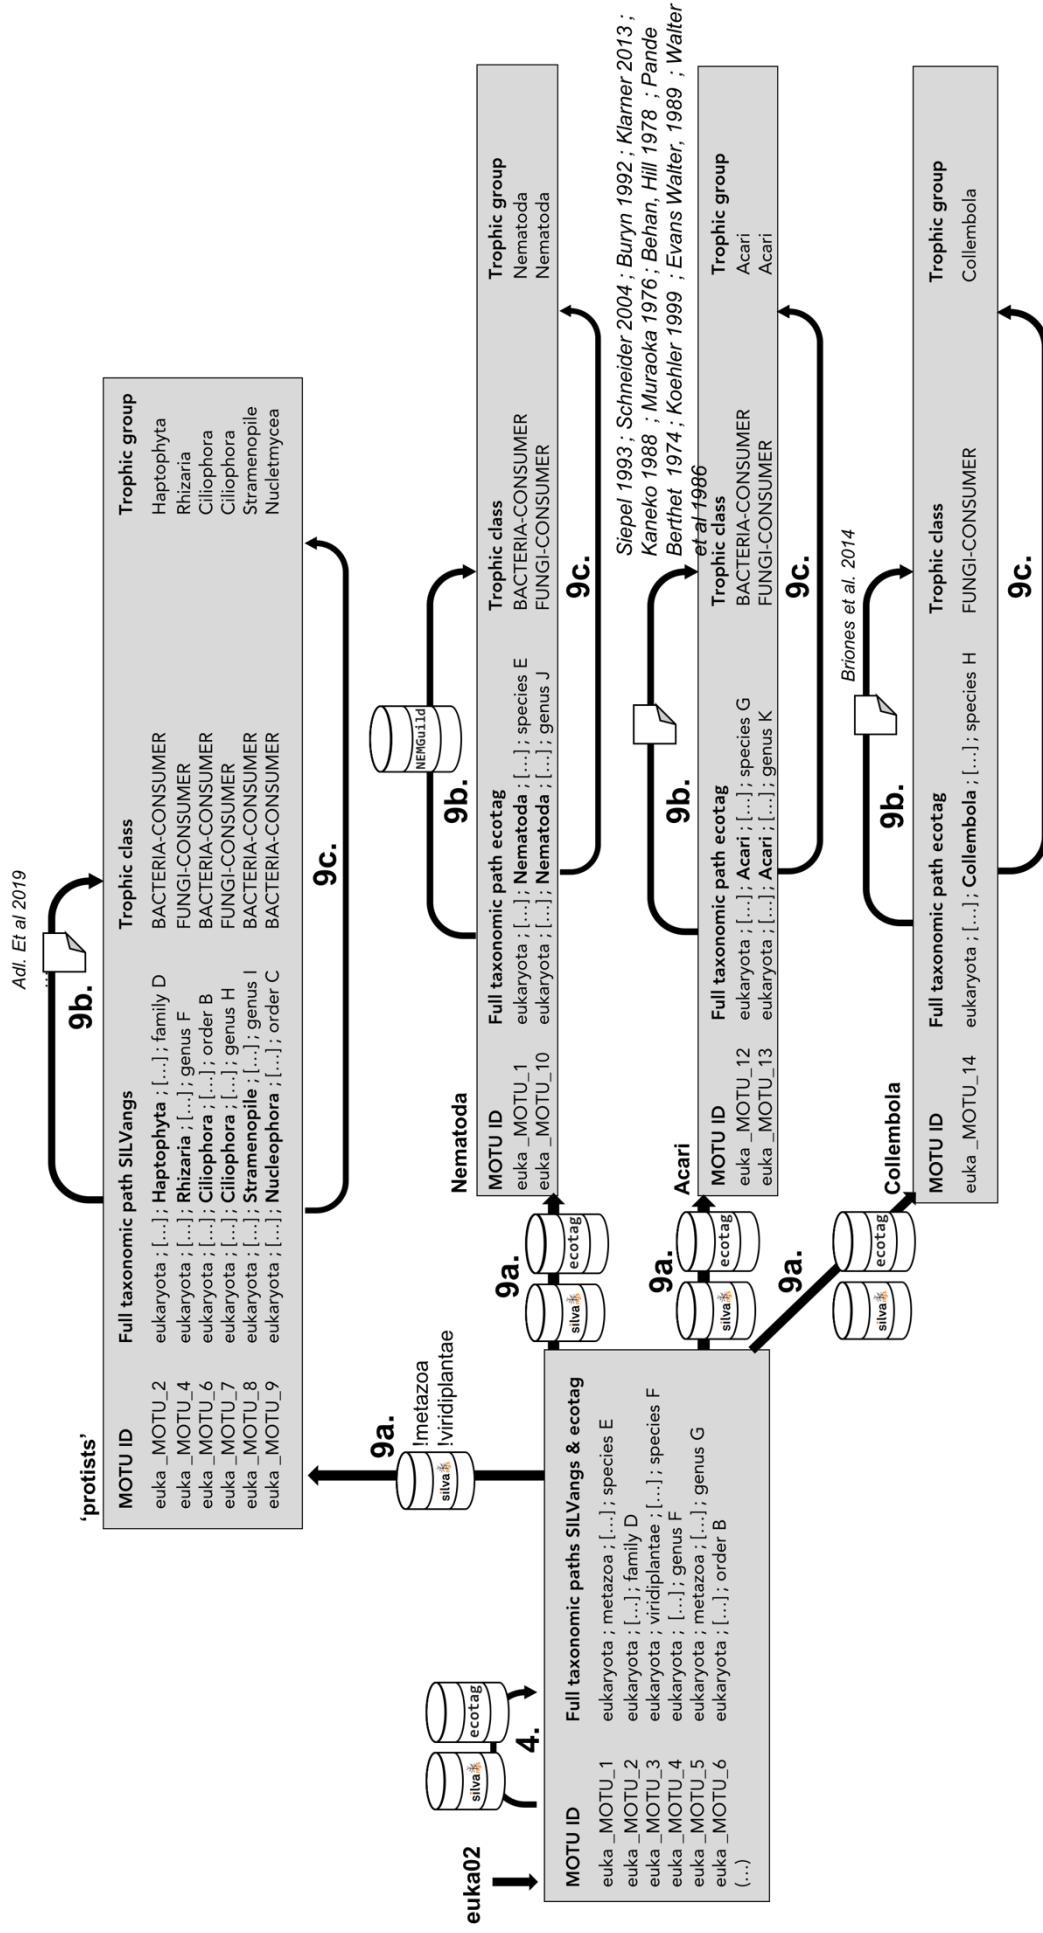 Adl. Et al 2019
...
9b.
'protists'
MOTU ID Full taxonomic path SILVangs Trophic class Trophic group
euka _MOTU_2 eukaryota ; [...] ; Haptophyta ; [...] ; family D BACTERIA-CONSUMER Haptophyta
euka _MOTU_4 eukaryota ; [...] ; Rhizaria ; [...] ; genus F FUNGI-CONSUMER Rhizaria
euka _MOTU_6 eukaryota ; [...] ; Ciliophora ; [...] ; order B BACTERIA-CONSUMER Ciliophora
euka _MOTU_7 eukaryota ; [...] ; Ciliophora ; [...] ; genus H FUNGI-CONSUMER Ciliophora
euka _MOTU_8 eukaryota ; [...] ; Stramenopile ; [...] ; genus I BACTERIA-CONSUMER Stramenopile
euka _MOTU_9 eukaryota ; [...] ; Nucleophora ; [...] ; order C BACTERIA-CONSUMER Nucletmycea
9c.
9a.
!metazoa
!viridiplantae
silva
euka02
silva
ecotag
4.
MOTU ID Full taxonomic paths SILVangs & ecotag
euka _MOTU_1 eukaryota ; metazoa ; [...] ; species E
euka _MOTU_2 eukaryota ; [...] ; family D
euka _MOTU_3 eukaryota ; viridiplantae ; [...] ; species F
euka _MOTU_4 eukaryota ; [...] ; genus F
euka _MOTU_5 eukaryota ; metazoa ; [...] ; genus G
euka _MOTU_6 eukaryota ; [...] ; order B
(...)
9a.
silva
ecotag
NEMGuild
9b.
Nematoda
MOTU ID Full taxonomic path ecotag Trophic class Trophic group
euka _MOTU_1 eukaryota ; [...] ; Nematoda ; [...] ; species E BACTERIA-CONSUMER Nematoda
euka _MOTU_10 eukaryota ; [...] ; Nematoda ; [...] ; genus J FUNGI-CONSUMER Nematoda
9c.
9a.
silva
ecotag
9b.
Siepel 1993 ; Schneider 2004 ; Buryn 1992 ; Klarner 2013 ;
Kaneko 1988 ; Muraoka 1976 ; Behan, Hill 1978 ; Pande
Berthet 1974 ; Koehler 1999 ; Evans Walter, 1989 ; Walter
et al 1986
Acari
MOTU ID Full taxonomic path ecotag Trophic class Trophic group
euka _MOTU_12 eukaryota ; [...] ; Acari ; [...] ; species G BACTERIA-CONSUMER Acari
euka _MOTU_13 eukaryota ; [...] ; Acari ; [...] ; genus K FUNGI-CONSUMER Acari
9c.
9a.
silva
ecotag
Briones et al. 2014
9b.
Collembola
MOTU ID Full taxonomic path ecotag Trophic class Trophic group
euka _MOTU_14 eukaryota ; [...] ; Collembola ; [...] ; species H FUNGI-CONSUMER Collembola
9c.